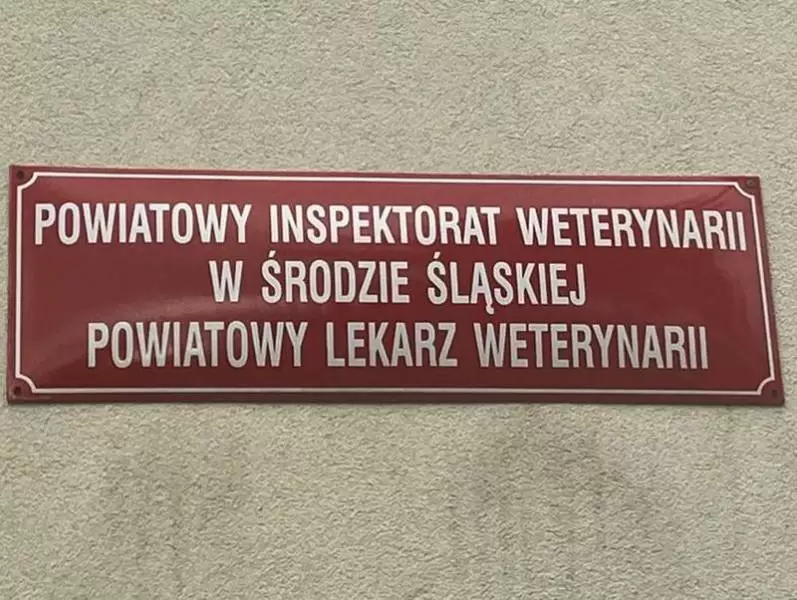 POWIATOWY INSPEKTORAT WETERYNARII
W ŚRODZIE ŚLĄSKIEJ
POWIATOWY LEKARZ WETERYNARII